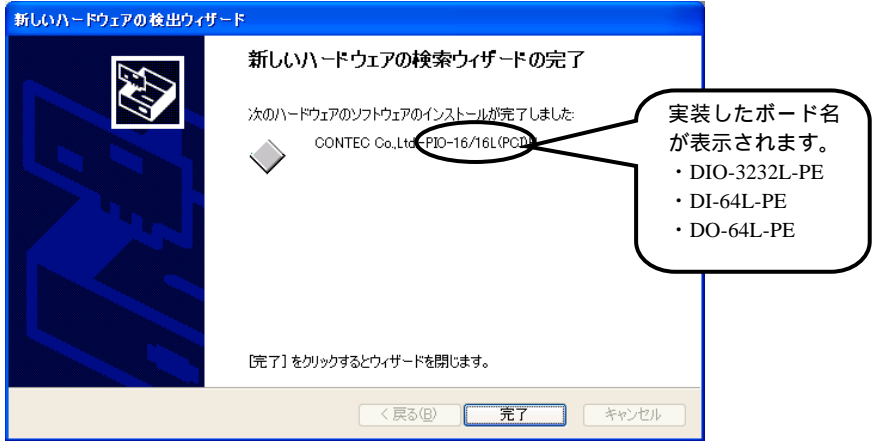 新しいハードウェアの検出ウィザード
新しいハードウェアの検索ウィザードの完了
次のハードウェアのソフトウェアのインストールが完了しました:
CONTEC Co.,Ltd-PIO-16/16L(PCI)
[完了] をクリックするとウィザードを閉じます。
< 戻る(B)
完了
キャンセル
実装したボード名
が表示されます。
・DIO-3232L-PE
・DI-64L-PE
・DO-64L-PE